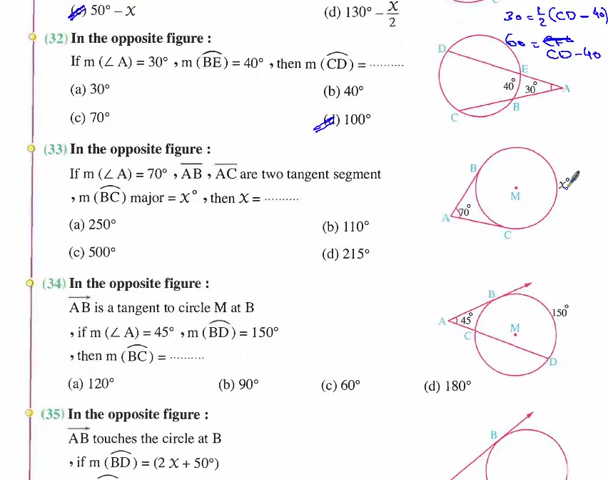 50° – X
(d) 130° – X/2
30 = 1/2 (CD – 40)
60 =
CD – 40
(32) In the opposite figure :
If m (∠ A) = 30° , m (BE) = 40° , then m (CD) = ··········
(a) 30°
(b) 40°
(c) 70°
) 100°
D
E
40°
30°
A
B
C
(33) In the opposite figure :
If m (∠ A) = 70° , AB , AC are two tangent segment
, m (BC) major = X° , then X = ··········
(a) 250°
(b) 110°
(c) 500°
(d) 215°
B
M
X°
A
70°
C
(34) In the opposite figure :
AB is a tangent to circle M at B
, if m (∠ A) = 45° , m (BD) = 150°
, then m (BC) = ··········
(a) 120°
(b) 90°
(c) 60°
(d) 180°
B
150°
A
45°
C
M
D
(35) In the opposite figure :
AB touches the circle at B
, if m (BD) = (2 X + 50°)
B